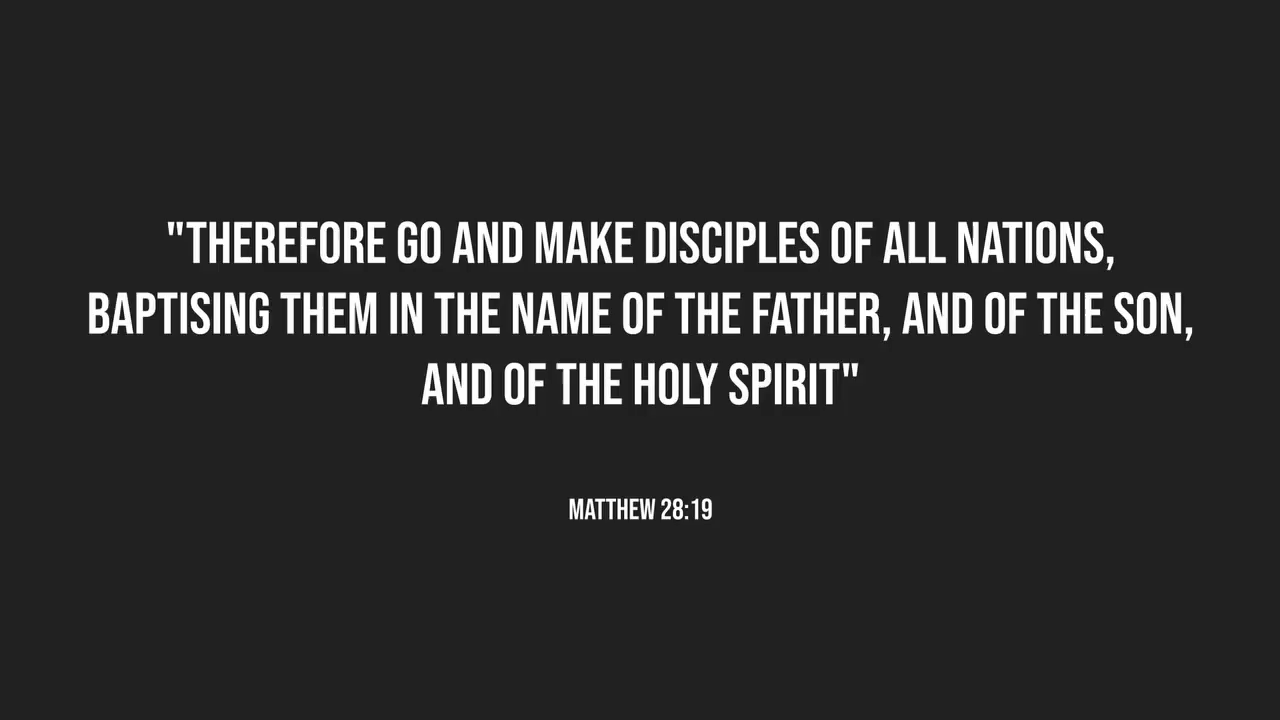 "THEREFORE GO AND MAKE DISCIPLES OF ALL NATIONS,
BAPTISING THEM IN THE NAME OF THE FATHER, AND OF THE SON,
AND OF THE HOLY SPIRIT"
MATTHEW 28:19